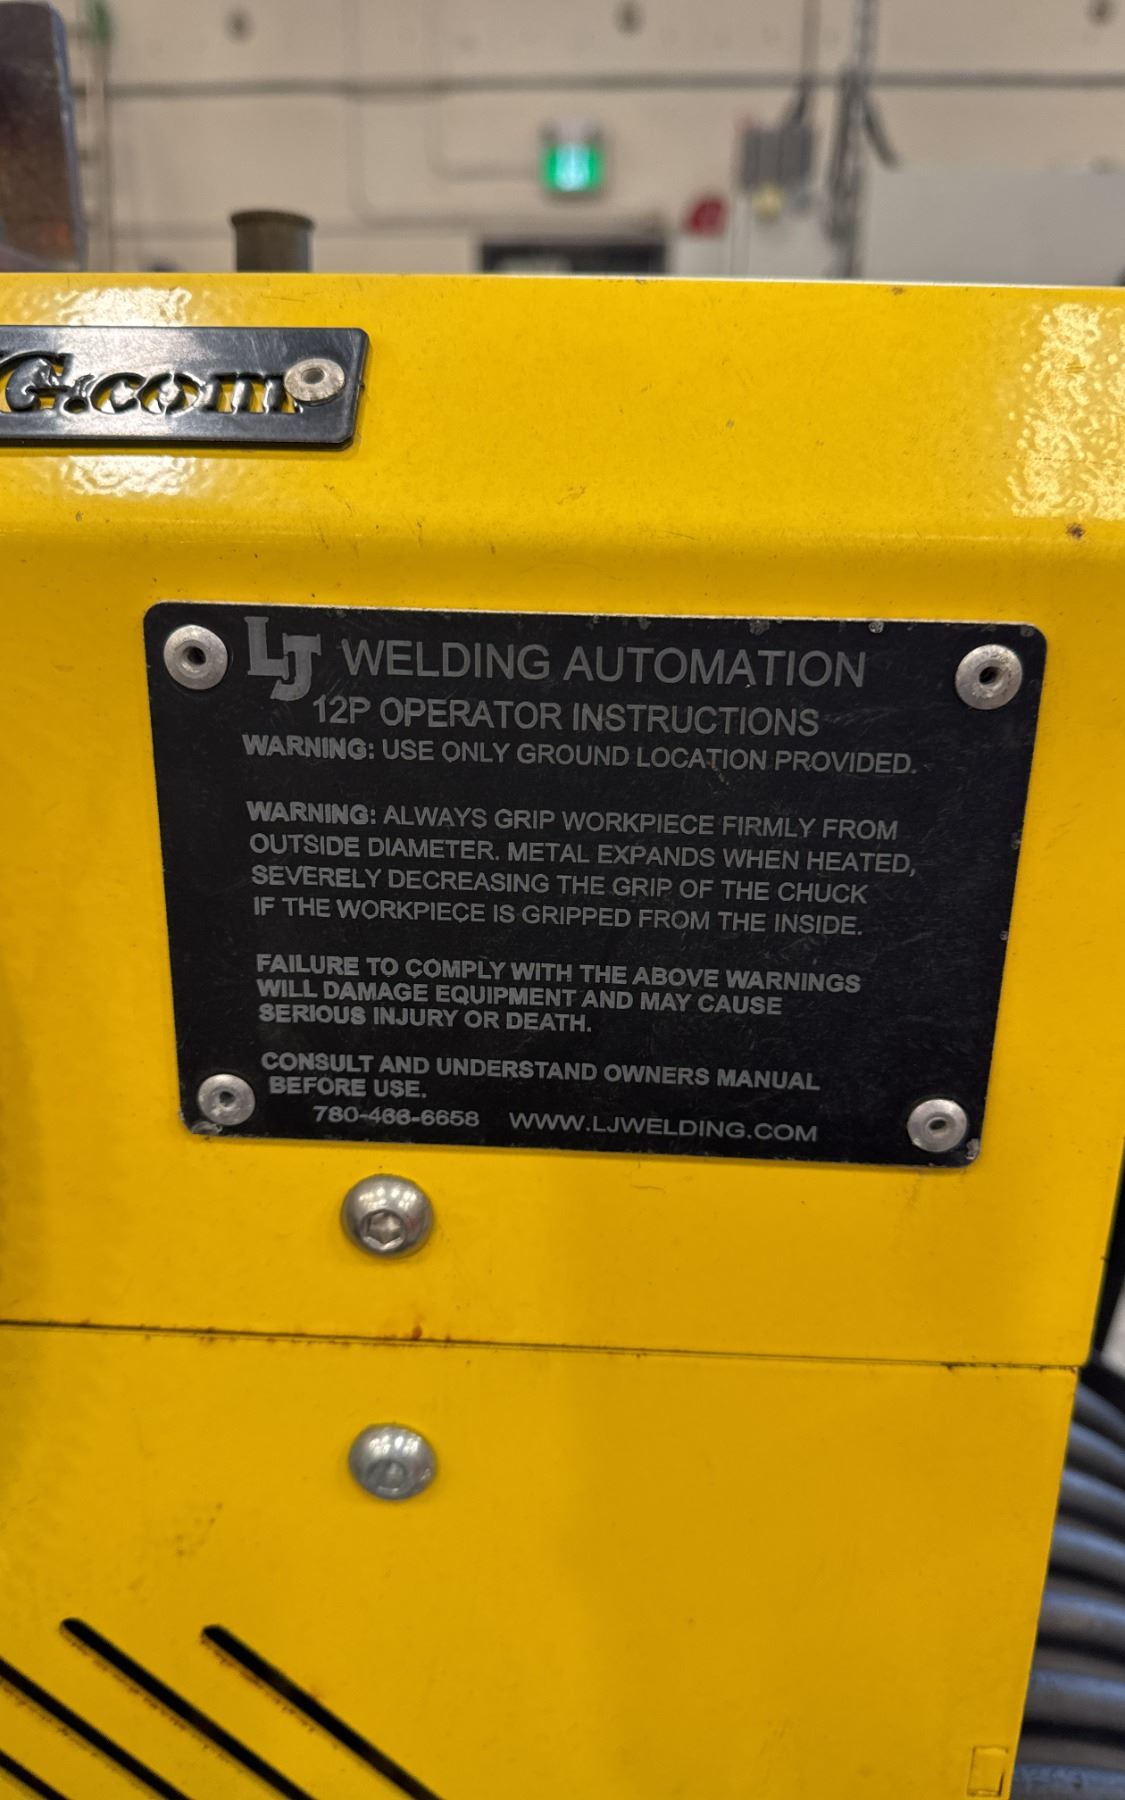 G.com
LJ WELDING AUTOMATION
12P OPERATOR INSTRUCTIONS
WARNING: USE ONLY GROUND LOCATION PROVIDED.
WARNING: ALWAYS GRIP WORKPIECE FIRMLY FROM
OUTSIDE DIAMETER. METAL EXPANDS WHEN HEATED,
SEVERELY DECREASING THE GRIP OF THE CHUCK
IF THE WORKPIECE IS GRIPPED FROM THE INSIDE.
FAILURE TO COMPLY WITH THE ABOVE WARNINGS
WILL DAMAGE EQUIPMENT AND MAY CAUSE
SERIOUS INJURY OR DEATH.
CONSULT AND UNDERSTAND OWNERS MANUAL
BEFORE USE.
780-466-6658 WWW.LJWELDING.COM